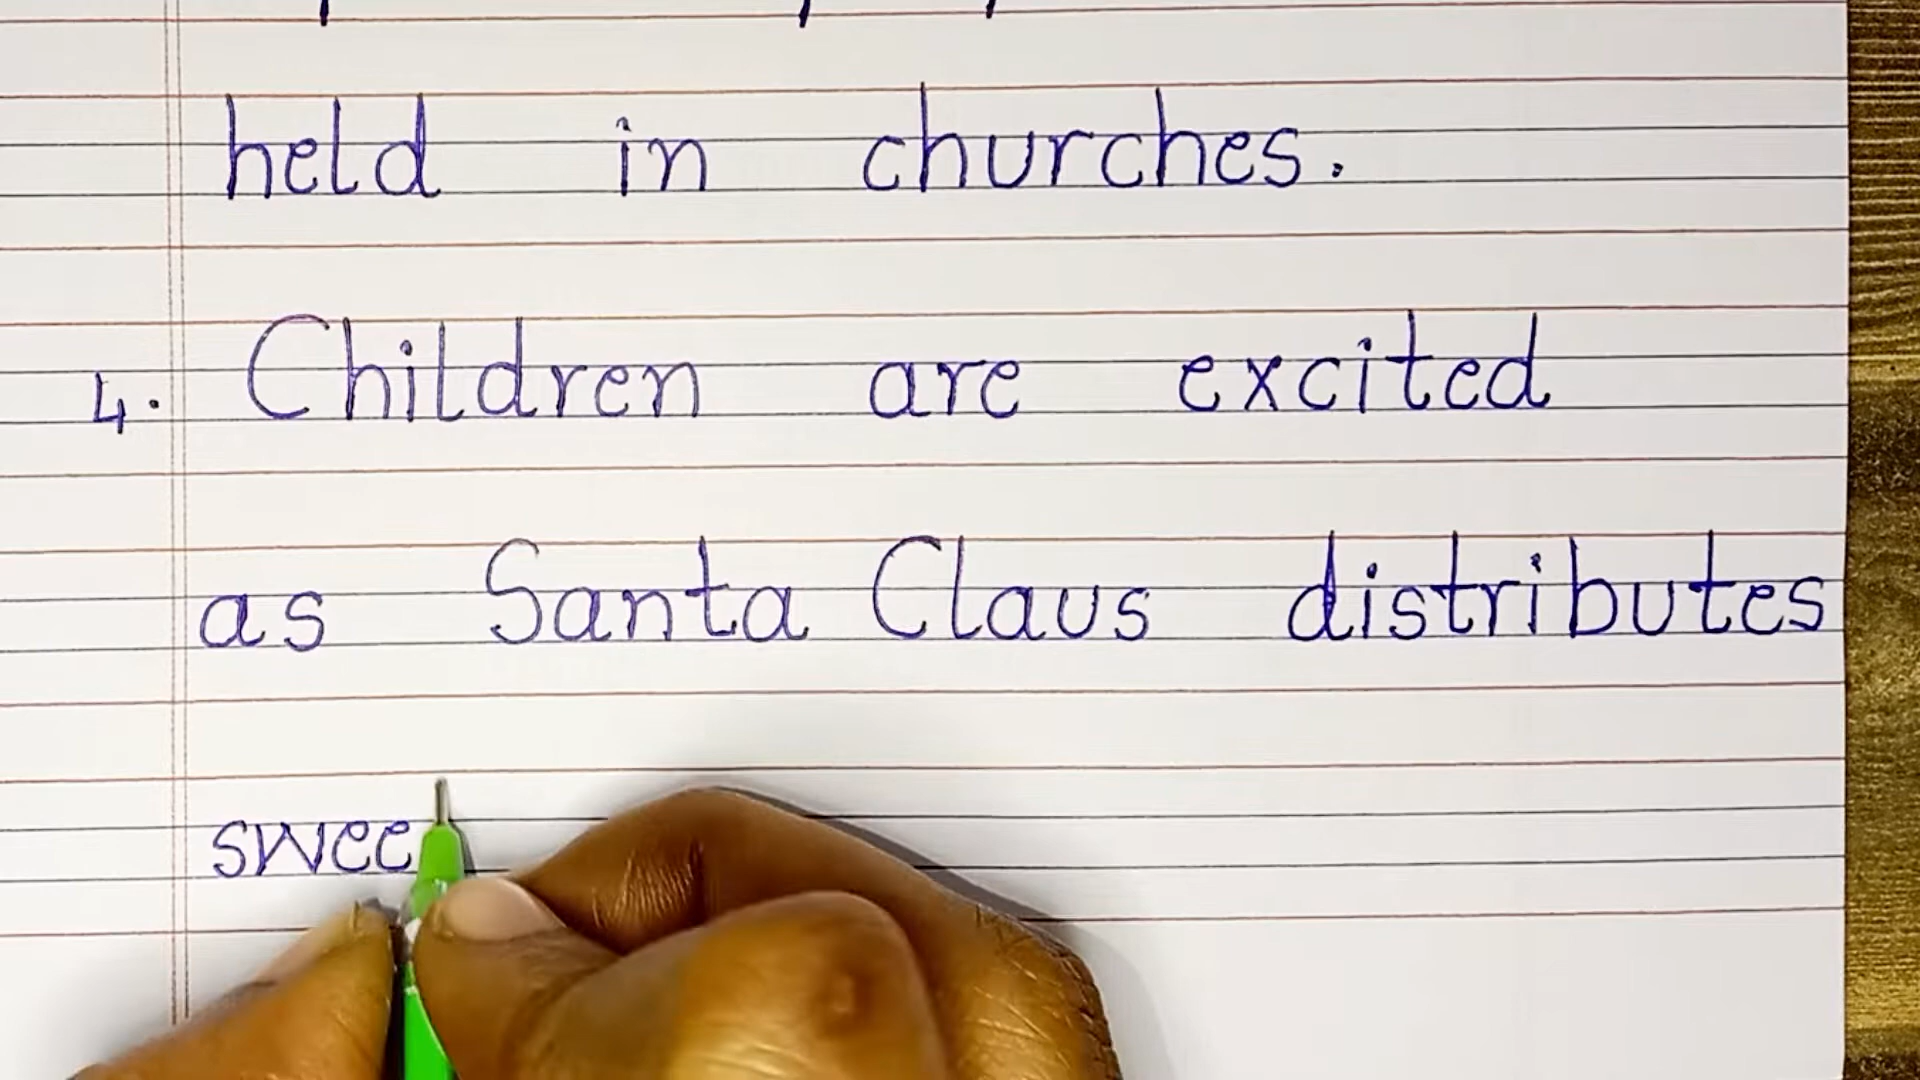 held in churches.
4. Children are excited
as Santa Claus distributes
swee